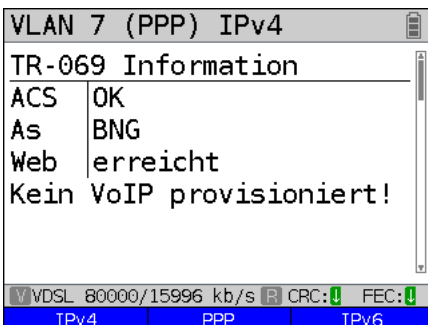 VLAN 7 (PPP) IPv4
TR-069 Information
ACS OK
As BNG
Web erreicht
Kein VoIP provisioniert!
V VDSL 80000/15996 kb/s R CRC:↓ FEC:↓
IPv4 PPP IPv6